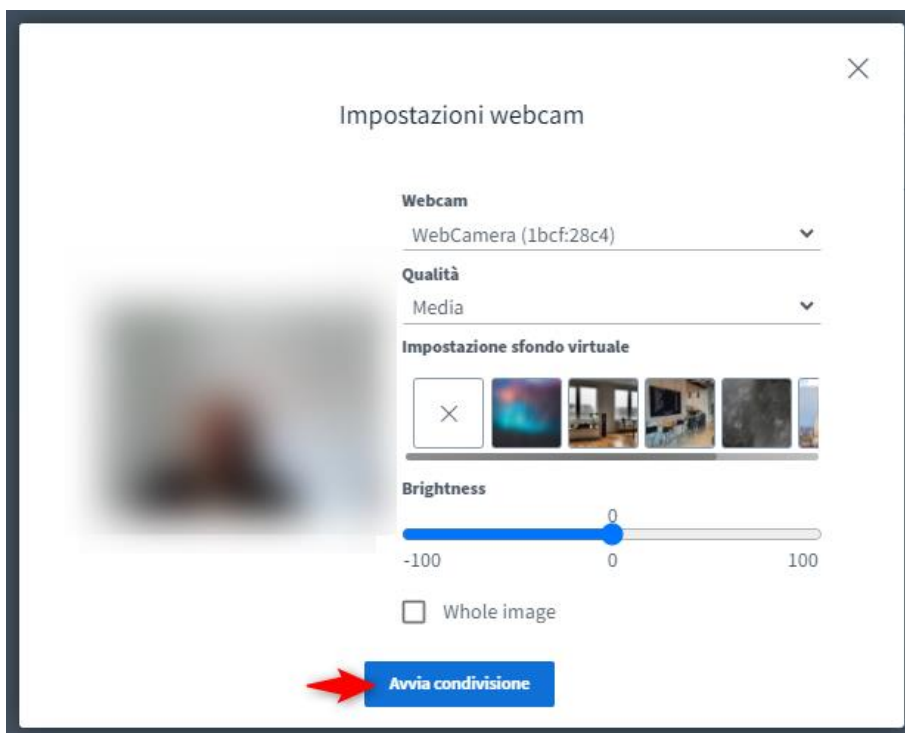 Impostazioni webcam
Webcam
WebCamera (1bcf:28c4)
Qualità
Media
Impostazione sfondo virtuale
Brightness
0
-100 0 100
Whole image
Avvia condivisione